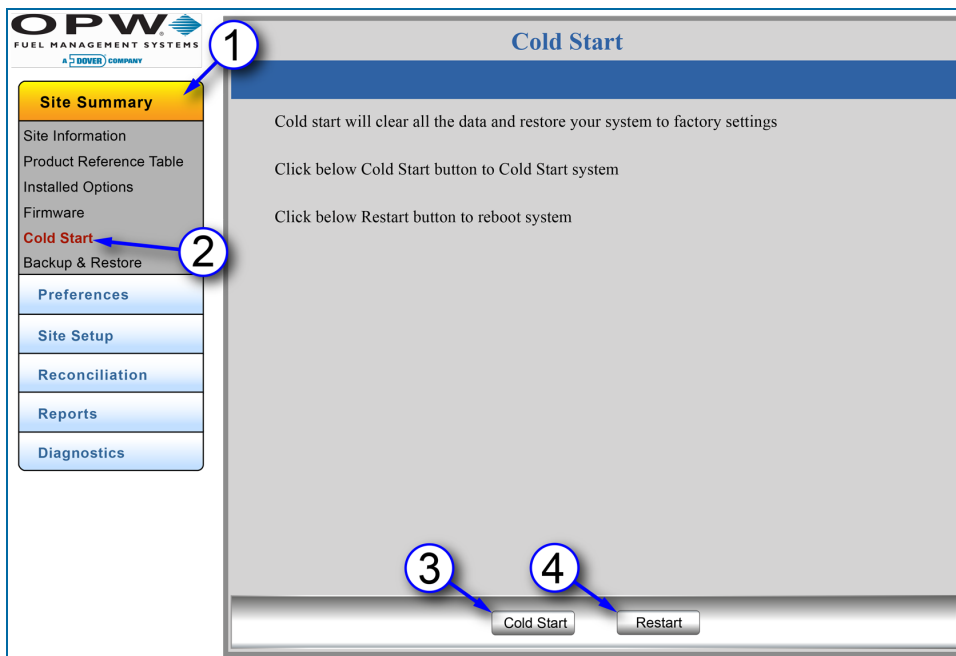 OPW
FUEL MANAGEMENT SYSTEMS
A DOVER COMPANY
1
Cold Start
Site Summary
Site Information
Product Reference Table
Installed Options
Firmware
Cold Start
2
Backup & Restore
Preferences
Site Setup
Reconciliation
Reports
Diagnostics
Cold start will clear all the data and restore your system to factory settings
Click below Cold Start button to Cold Start system
Click below Restart button to reboot system
3
4
Cold Start
Restart